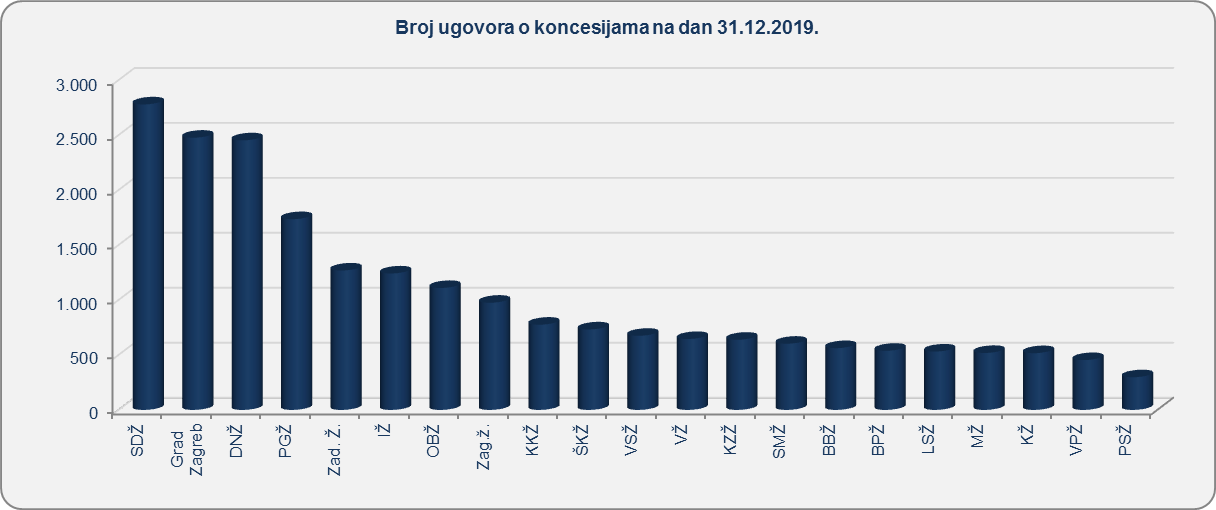 Broj ugovora o koncesijama na dan 31.12.2019.
3.000
2.500
2.000
1.500
1.000
500
0
SDŽ
Grad
Zagreb
DNŽ
PGŽ
Zad. Ž.
IŽ
OBŽ
Zag.ž.
KKŽ
ŠKŽ
VSŽ
VŽ
KZŽ
SMŽ
BBŽ
BPŽ
LSŽ
MŽ
KŽ
VPŽ
PSŽ